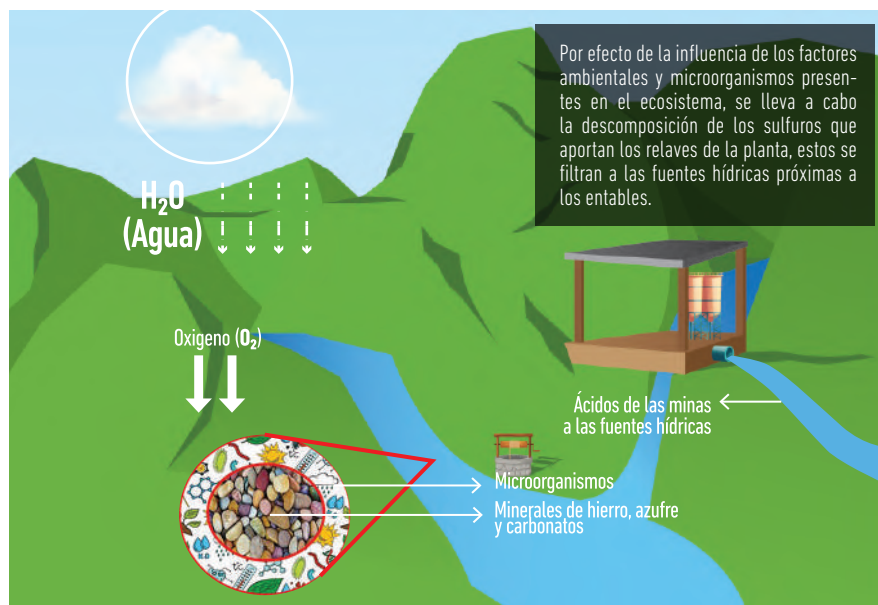 Por efecto de la influencia de los factores
ambientales y microorganismos presen-
tes en el ecosistema, se lleva a cabo
la descomposición de los sulfuros que
aportan los relaves de la planta, estos se
filtran a las fuentes hídricas próximas a
los entables.
H₂O
(Agua)
Oxigeno (O₂)
Ácidos de las minas
a las fuentes hídricas
Microorganismos
Minerales de hierro, azufre
y carbonatos